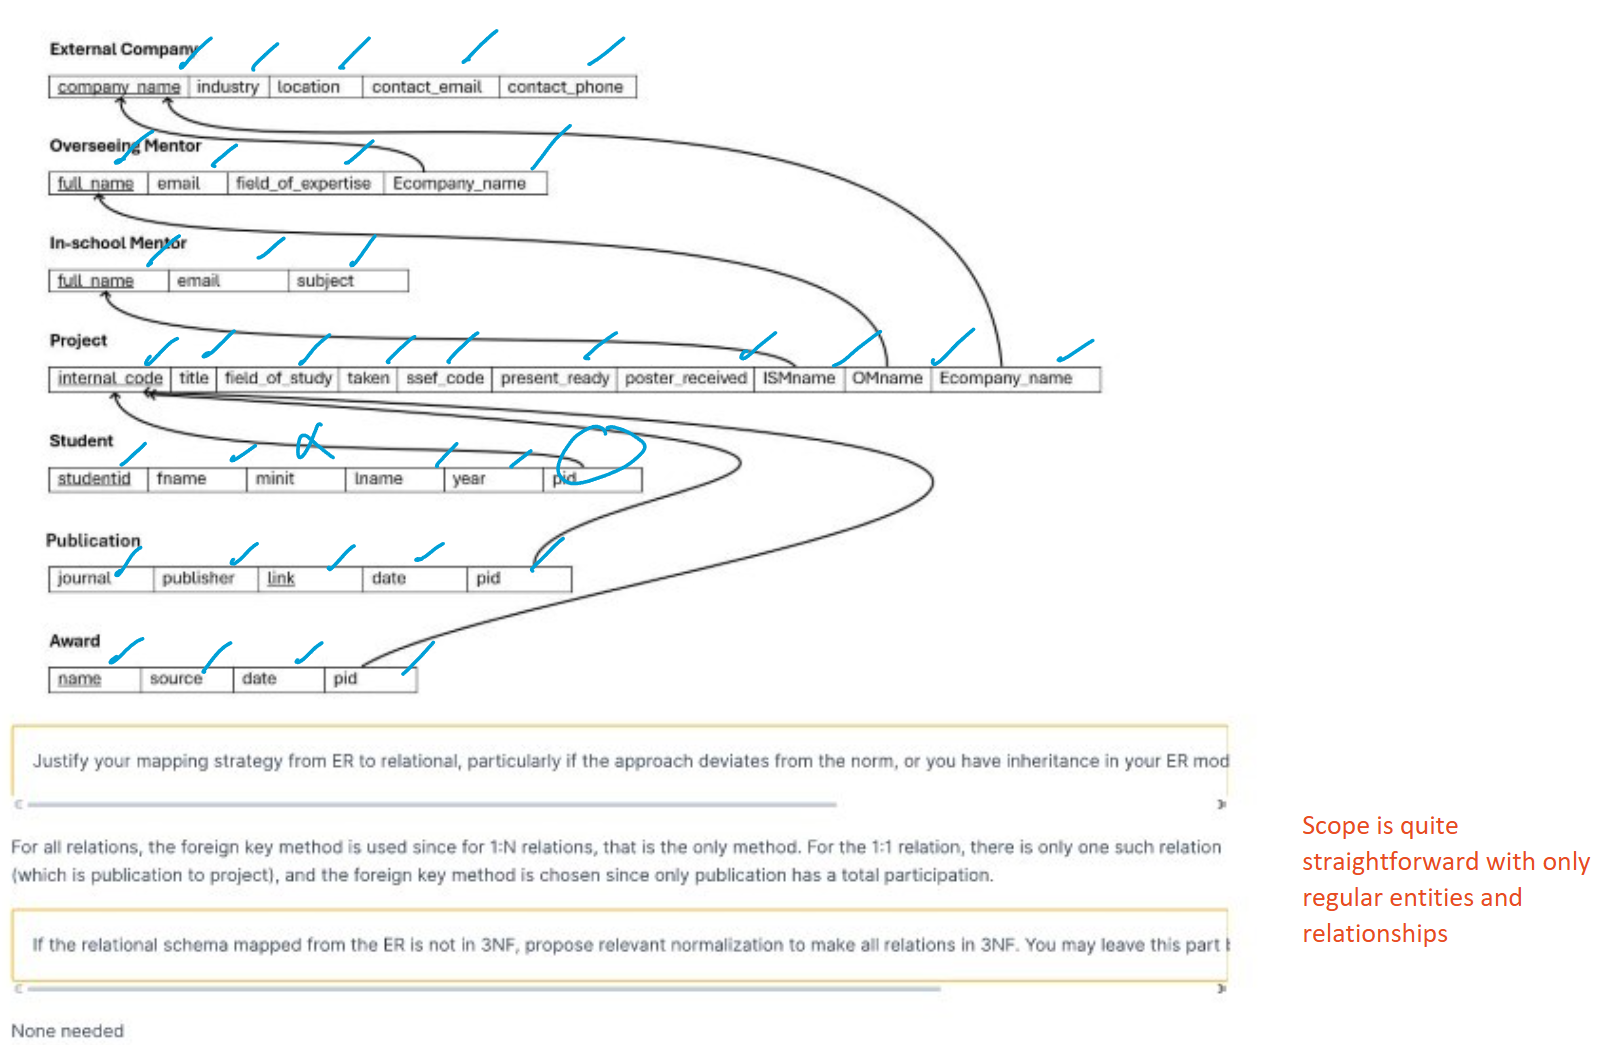 External Company
company_name industry location contact_email contact_phone
Overseeing Mentor
full_name email field_of_expertise Ecompany_name
In-school Mentor
full_name email subject
Project
internal_code title field_of_study taken ssef_code present_ready poster_received ISMname OMname Ecompany_name
Student
studentid fname minit lname year pid
Publication
journal publisher link date pid
Award
name source date pid
Justify your mapping strategy from ER to relational, particularly if the approach deviates from the norm, or you have inheritance in your ER mod
For all relations, the foreign key method is used since for 1:N relations, that is the only method. For the 1:1 relation, there is only one such relation
(which is publication to project), and the foreign key method is chosen since only publication has a total participation.
If the relational schema mapped from the ER is not in 3NF, propose relevant normalization to make all relations in 3NF. You may leave this part
None needed
Scope is quite
straightforward with only
regular entities and
relationships